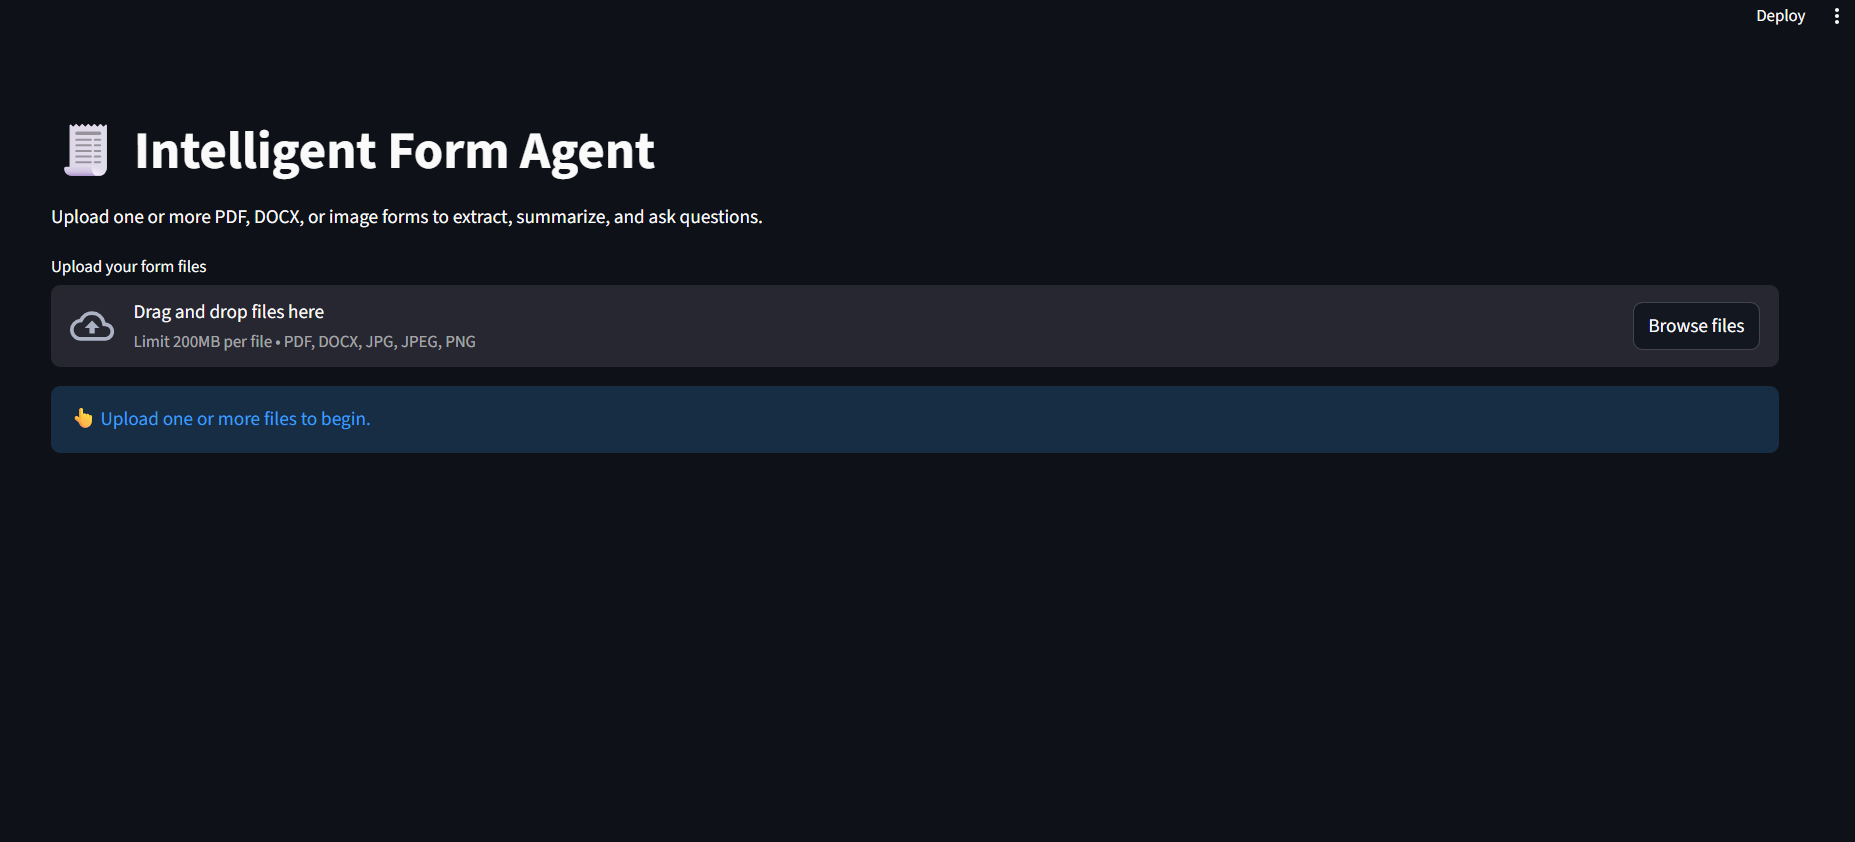 Deploy
Intelligent Form Agent
Upload one or more PDF, DOCX, or image forms to extract, summarize, and ask questions.
Upload your form files
Drag and drop files here
Limit 200MB per file • PDF, DOCX, JPG, JPEG, PNG
Browse files
👆 Upload one or more files to begin.